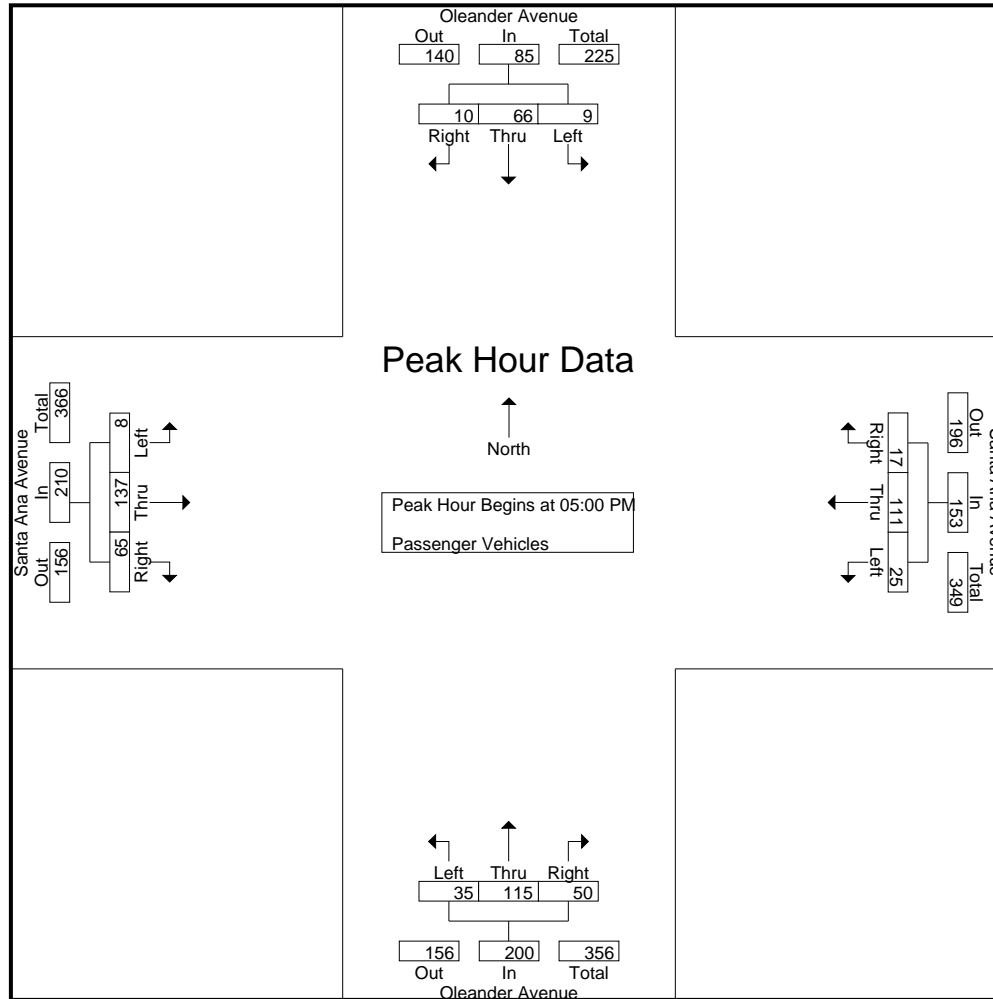 Oleander Avenue
Out In Total
140 85 225
10 66 9
Right Thru Left
Peak Hour Data
North
Peak Hour Begins at 05:00 PM
Passenger Vehicles
Santa Ana Avenue
Total In Out
366 210 156
8 137 65
Left Thru Right
Right Thru Left
17 111 25
196 153 349
Out In Total
Santa Ana Avenue
Left Thru Right
35 115 50
156 200 356
Out In Total
Oleander Avenue